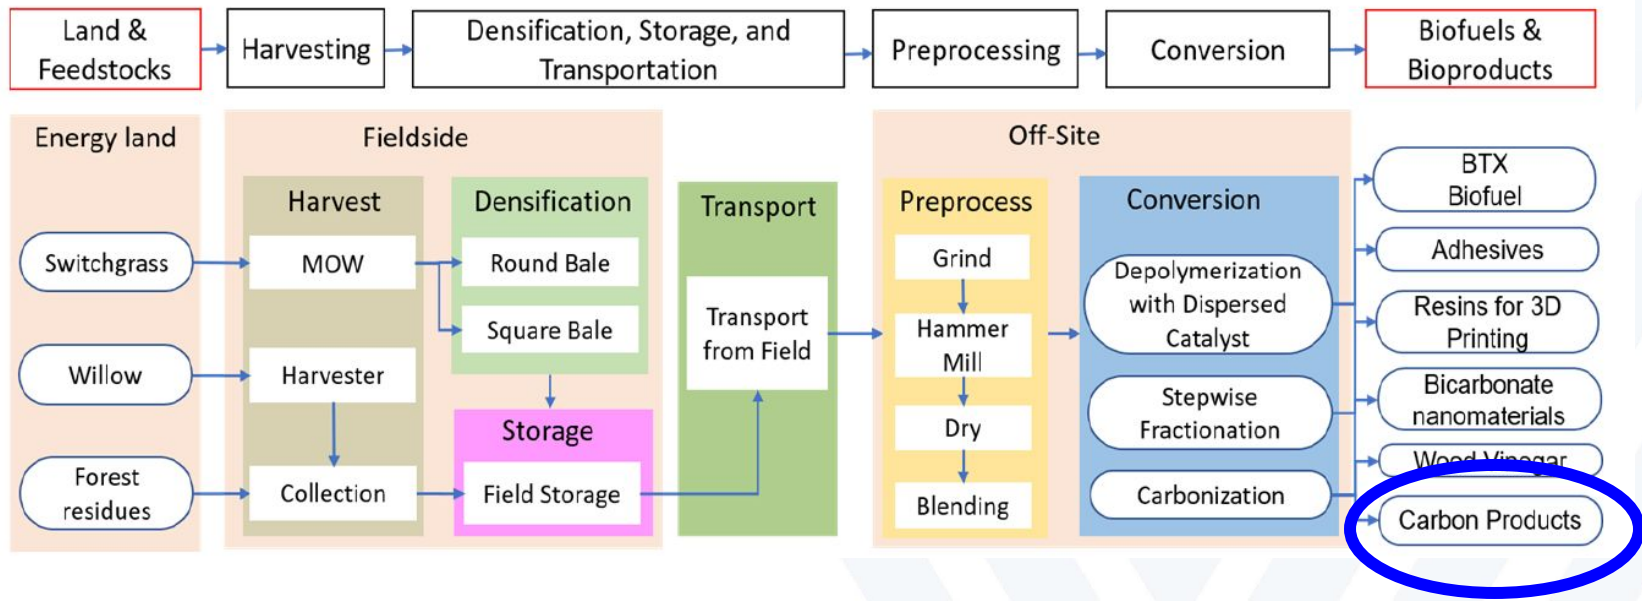 Land &
Feedstocks
Harvesting
Densification, Storage, and
Transportation
Preprocessing
Conversion
Biofuels &
Bioproducts
Energy land
Switchgrass
Willow
Forest
residues
Fieldside
Harvest
MOW
Harvester
Collection
Densification
Round Bale
Square Bale
Storage
Field Storage
Transport
Transport
from Field
Off-Site
Preprocess
Grind
Hammer
Mill
Dry
Blending
Conversion
Depolymerization
with Dispersed
Catalyst
Stepwise
Fractionation
Carbonization
BTX
Biofuel
Adhesives
Resins for 3D
Printing
Bicarbonate
nanomaterials
Wood Vinegar
Carbon Products